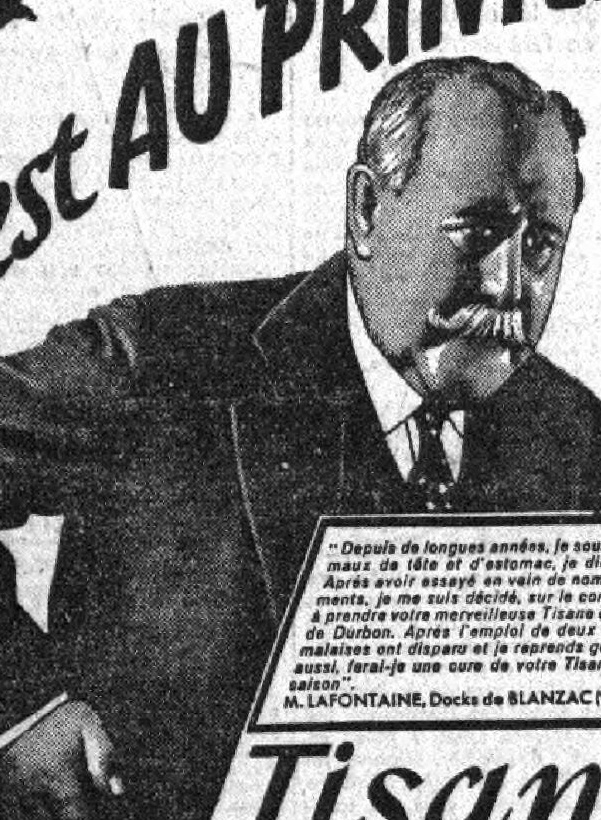 est AU PRINTE
"Depuis de longues années, je sou
maux de tête et d'estomac, je di
Après avoir essayé en vain de nom
ments, je me suis décidé, sur le con
à prendre votre merveilleuse Tisane
de Durbon. Après l'emploi de deux
malaises ont disparu et je reprends g
aussi, ferai-je une cure de votre Tisan
saison".
M. LAFONTAINE, Docks de BLANZAC
Tisan